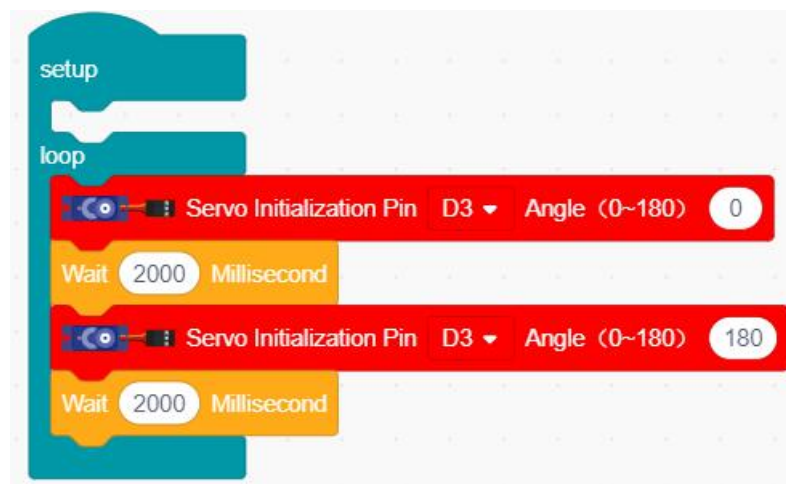 setup
loop
Servo Initialization Pin D3 Angle（0~180） 0
Wait 2000 Millisecond
Servo Initialization Pin D3 Angle（0~180） 180
Wait 2000 Millisecond